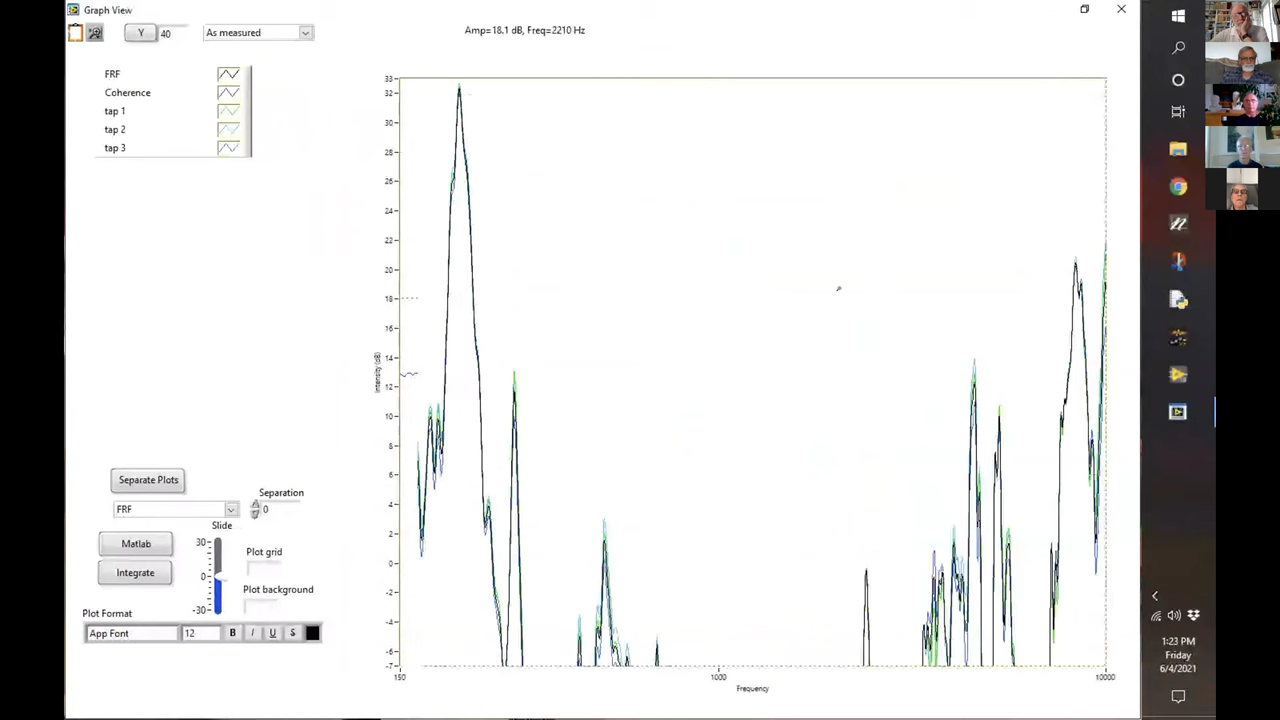 Graph View
Y 40 As measured
Amp=18.1 dB, Freq=2210 Hz
FRF
Coherence
tap 1
tap 2
tap 3
33
32
30
28
26
24
22
20
18
16
14
12
10
8
6
4
2
0
-2
-4
-6
-7
Intensity (dB)
150
1000
10000
Frequency
Separate Plots
Separation
FRF
0
Slide
Matlab
30
Plot grid
Integrate
0
Plot background
-30
Plot Format
App Font 12 B I U S
1:23 PM
Friday
6/4/2021